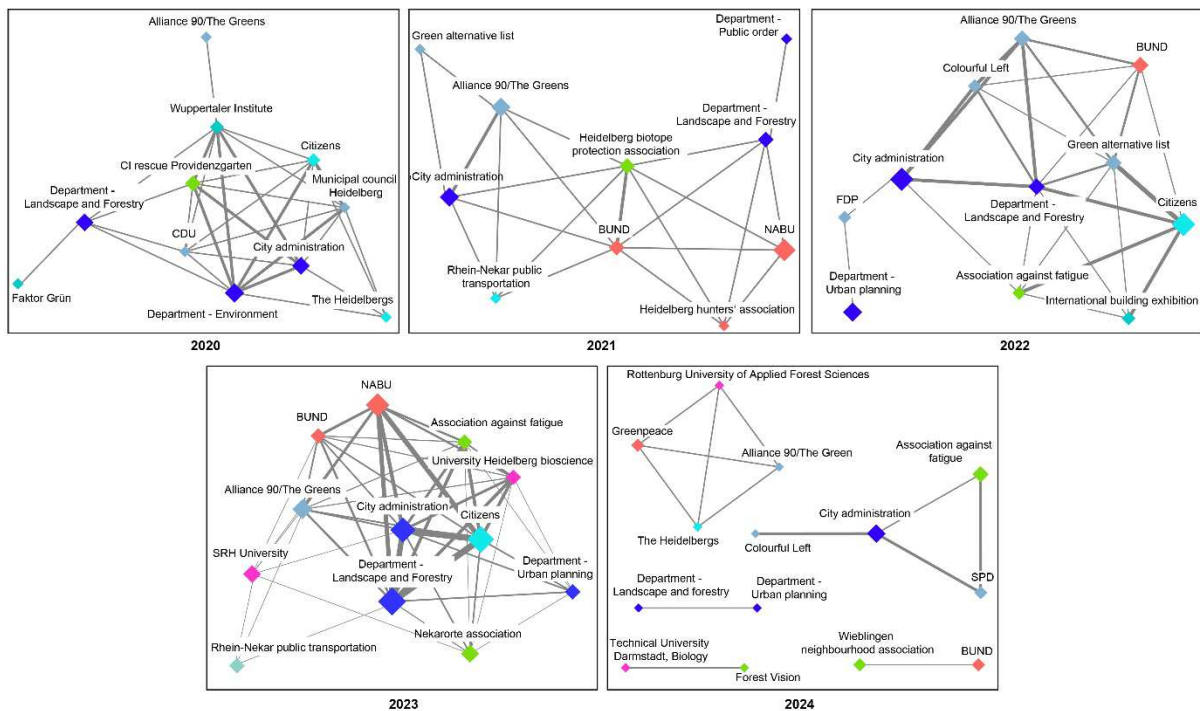 Alliance 90/The Greens
Wuppertaler Institute
Citizens
CI rescue Providenzgarten
Municipal council
Heidelberg
Department -
Landscape and Forestry
CDU
City administration
Faktor Grün
The Heidelbergs
Department - Environment
2020
Department -
Public order
Green alternative list
Alliance 90/The Greens
Department -
Landscape and Forestry
Heidelberg biotope
protection association
City administration
BUND
NABU
Rhein-Nekar public
transportation
Heidelberg hunters' association
2021
Alliance 90/The Greens
BUND
Colourful Left
Green alternative list
City administration
Department -
Landscape and Forestry
Citizens
FDP
Department -
Urban planning
Association against fatigue
International building exhibition
2022
NABU
BUND
Association against fatigue
University Heidelberg bioscience
Alliance 90/The Greens
City administration
Citizens
SRH University
Department -
Landscape and Forestry
Department -
Urban planning
Nekarorte association
Rhein-Nekar public transportation
2023
Rottenburg University of Applied Forest Sciences
Greenpeace
Alliance 90/The Green
Association against
fatigue
City administration
The Heidelbergs
Colourful Left
SPD
Department -
Landscape and forestry
Department -
Urban planning
Technical University
Darmstadt, Biology
Forest Vision
Wieblingen
neighbourhood association
BUND
2024